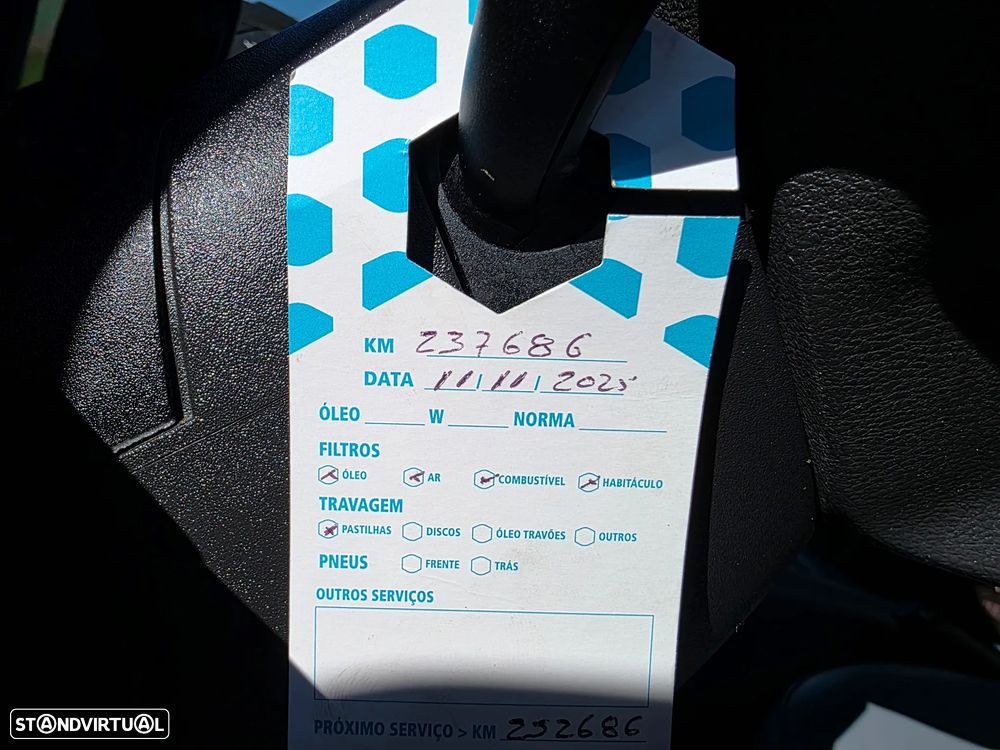 KM 237686
DATA 11/11/2025
ÓLEO W NORMA
FILTROS
ÓLEO AR COMBUSTÍVEL HABITÁCULO
TRAVAGEM
PASTILHAS DISCOS ÓLEO TRAVÕES OUTROS
PNEUS FRENTE TRÁS
OUTROS SERVIÇOS
PRÓXIMO SERVIÇO > KM 252686
STANDVIRTUAL